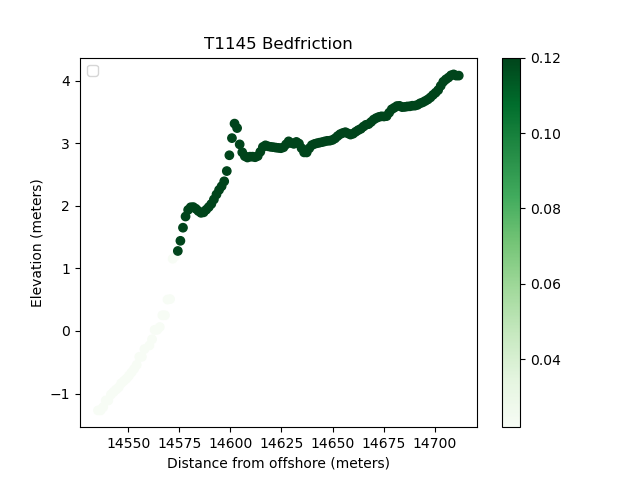 T1145 Bedfriction
Elevation (meters)
4
3
2
1
0
−1
14550 14575 14600 14625 14650 14675 14700
Distance from offshore (meters)
0.12
0.10
0.08
0.06
0.04